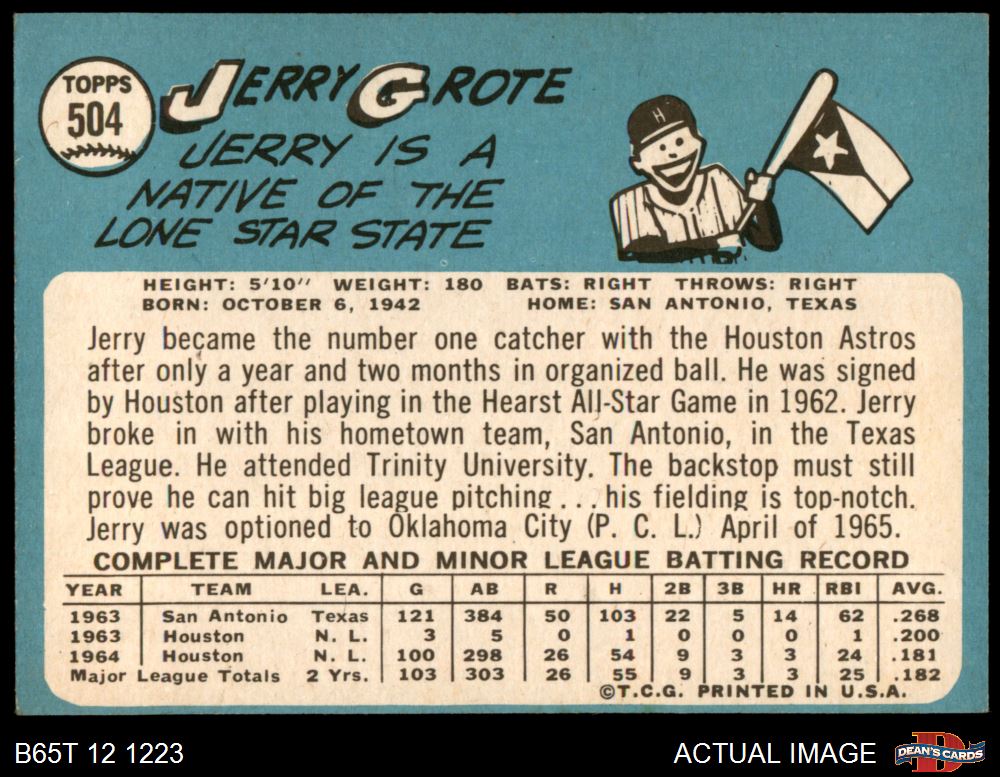 TOPPS
504
JERRY GROTE
JERRY IS A
NATIVE OF THE
LONE STAR STATE
H
HEIGHT: 5'10" WEIGHT: 180 BATS: RIGHT THROWS: RIGHT
BORN: OCTOBER 6, 1942 HOME: SAN ANTONIO, TEXAS
Jerry became the number one catcher with the Houston Astros
after only a year and two months in organized ball. He was signed
by Houston after playing in the Hearst All-Star Game in 1962. Jerry
broke in with his hometown team, San Antonio, in the Texas
League. He attended Trinity University. The backstop must still
prove he can hit big league pitching... his fielding is top-notch.
Jerry was optioned to Oklahoma City (P. C. L.) April of 1965.
COMPLETE MAJOR AND MINOR LEAGUE BATTING RECORD
YEAR TEAM LEA. G AB R H 2B 3B HR RBI AVG.
1963 San Antonio Texas 121 384 50 103 22 5 14 62 .268
1963 Houston N. L. 3 5 0 1 0 0 0 1 .200
1964 Houston N. L. 100 298 26 54 9 3 3 24 .181
Major League Totals 2 Yrs. 103 303 26 55 9 3 3 25 .182
©T.C.G. PRINTED IN U.S.A.
B65T 12 1223
ACTUAL IMAGE
D
DEAN'S CARDS